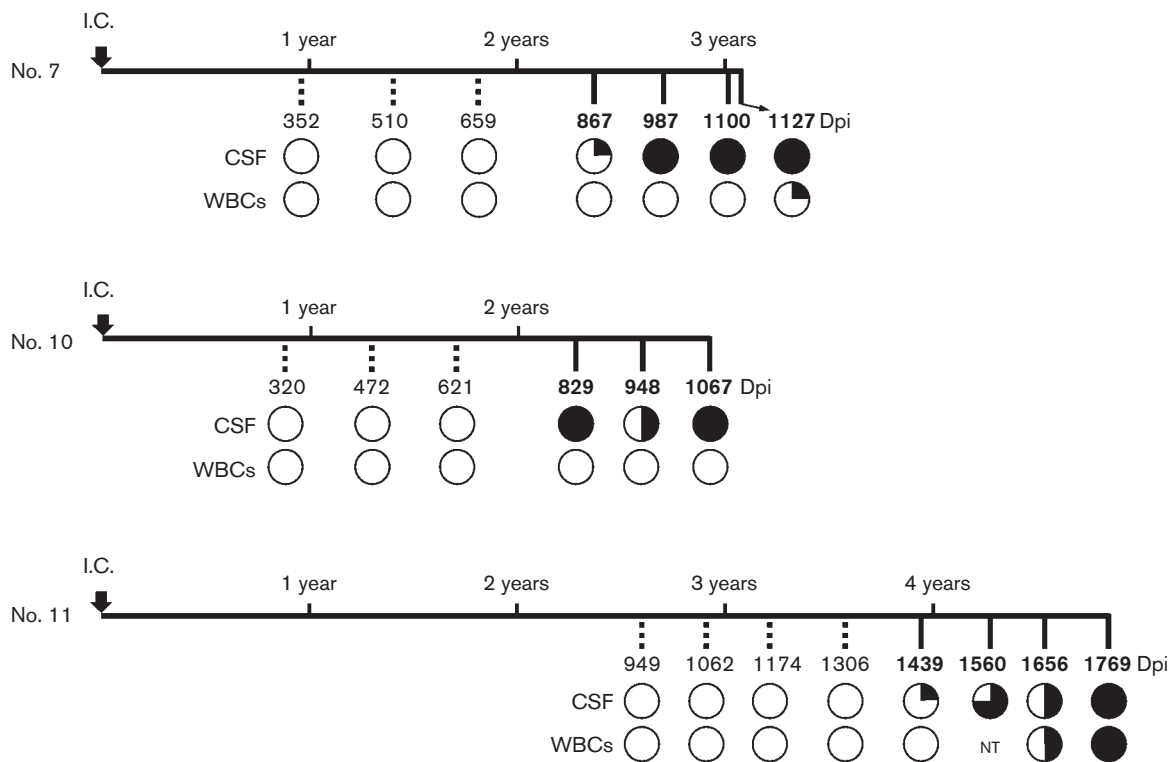 I.C.
1 year 2 years 3 years
No. 7
352 510 659 867 987 1100 1127 Dpi
CSF
WBCs
I.C.
1 year 2 years
No. 10
320 472 621 829 948 1067 Dpi
CSF
WBCs
I.C.
1 year 2 years 3 years 4 years
No. 11
949 1062 1174 1306 1439 1560 1656 1769 Dpi
CSF
WBCs NT